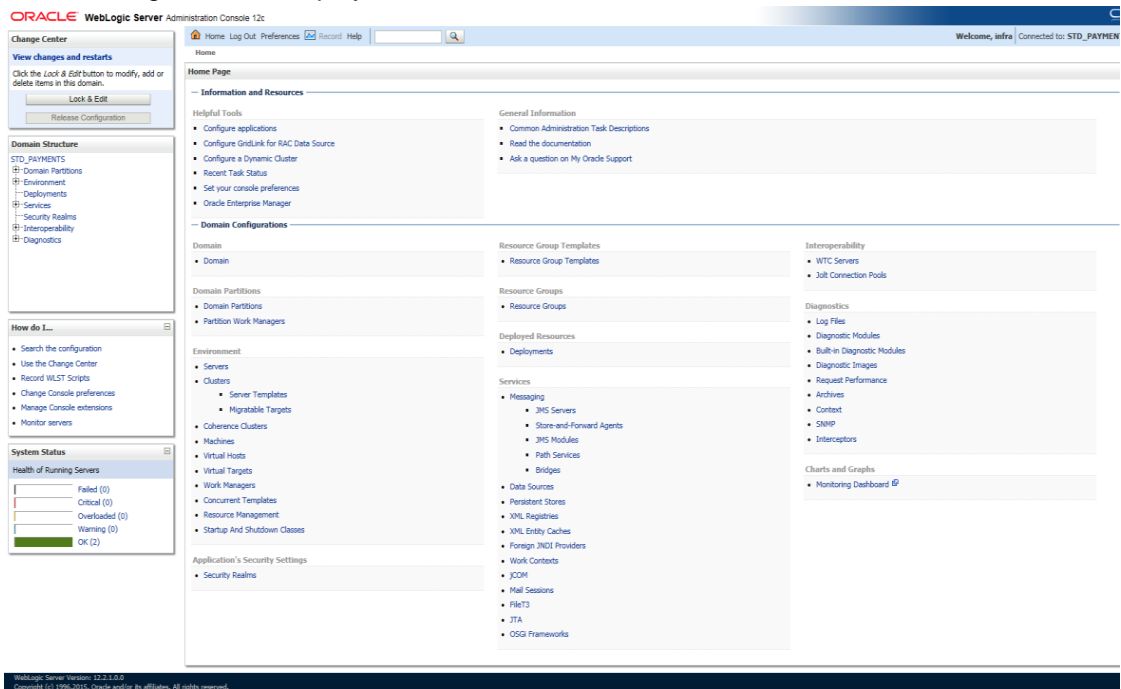 ORACLE WebLogic Server Administration Console 12c
Change Center
View changes and restarts
Click the Lock & Edit button to modify, add or
delete items in this domain.
Lock & Edit
Release Configuration
Domain Structure
STD_PAYMENTS
Domain Partitions
Environment
Deployments
Services
Security Realms
Interoperability
Diagnostics
How do I...
Search the configuration
Use the Change Center
Record WLST Scripts
Change Console preferences
Manage Console extensions
Monitor servers
System Status
Health of Running Servers
Failed (0)
Critical (0)
Overloaded (0)
Warning (0)
OK (2)
Home Log Out Preferences Record Help
Welcome, infra Connected to: STD_PAYMEN
Home
Home Page
Information and Resources
Helpful Tools
Configure applications
Configure GridLink for RAC Data Source
Configure a Dynamic Cluster
Recent Task Status
Set your console preferences
Oracle Enterprise Manager
General Information
Common Administration Task Descriptions
Read the documentation
Ask a question on My Oracle Support
Domain Configurations
Domain
Domain
Domain Partitions
Domain Partitions
Partition Work Managers
Environment
Servers
Clusters
Server Templates
Migratable Targets
Coherence Clusters
Machines
Virtual Hosts
Virtual Targets
Work Managers
Concurrent Templates
Resource Management
Startup And Shutdown Classes
Application's Security Settings
Security Realms
Resource Group Templates
Resource Group Templates
Resource Groups
Resource Groups
Deployed Resources
Deployments
Services
Messaging
JMS Servers
Store-and-Forward Agents
JMS Modules
Path Services
Bridges
Data Sources
Persistent Stores
XML Registries
XML Entity Caches
Foreign JNDI Providers
Work Contexts
jCOM
Mail Sessions
FileT3
JTA
OSGi Frameworks
Interoperability
WTC Servers
Jolt Connection Pools
Diagnostics
Log Files
Diagnostic Modules
Built-in Diagnostic Modules
Diagnostic Images
Request Performance
Archives
Context
SNMP
Interceptors
Charts and Graphs
Monitoring Dashboard
WebLogic Server Version: 12.2.1.0.0
Copyright (c) 1996,2015, Oracle and/or its affiliates. All rights reserved.